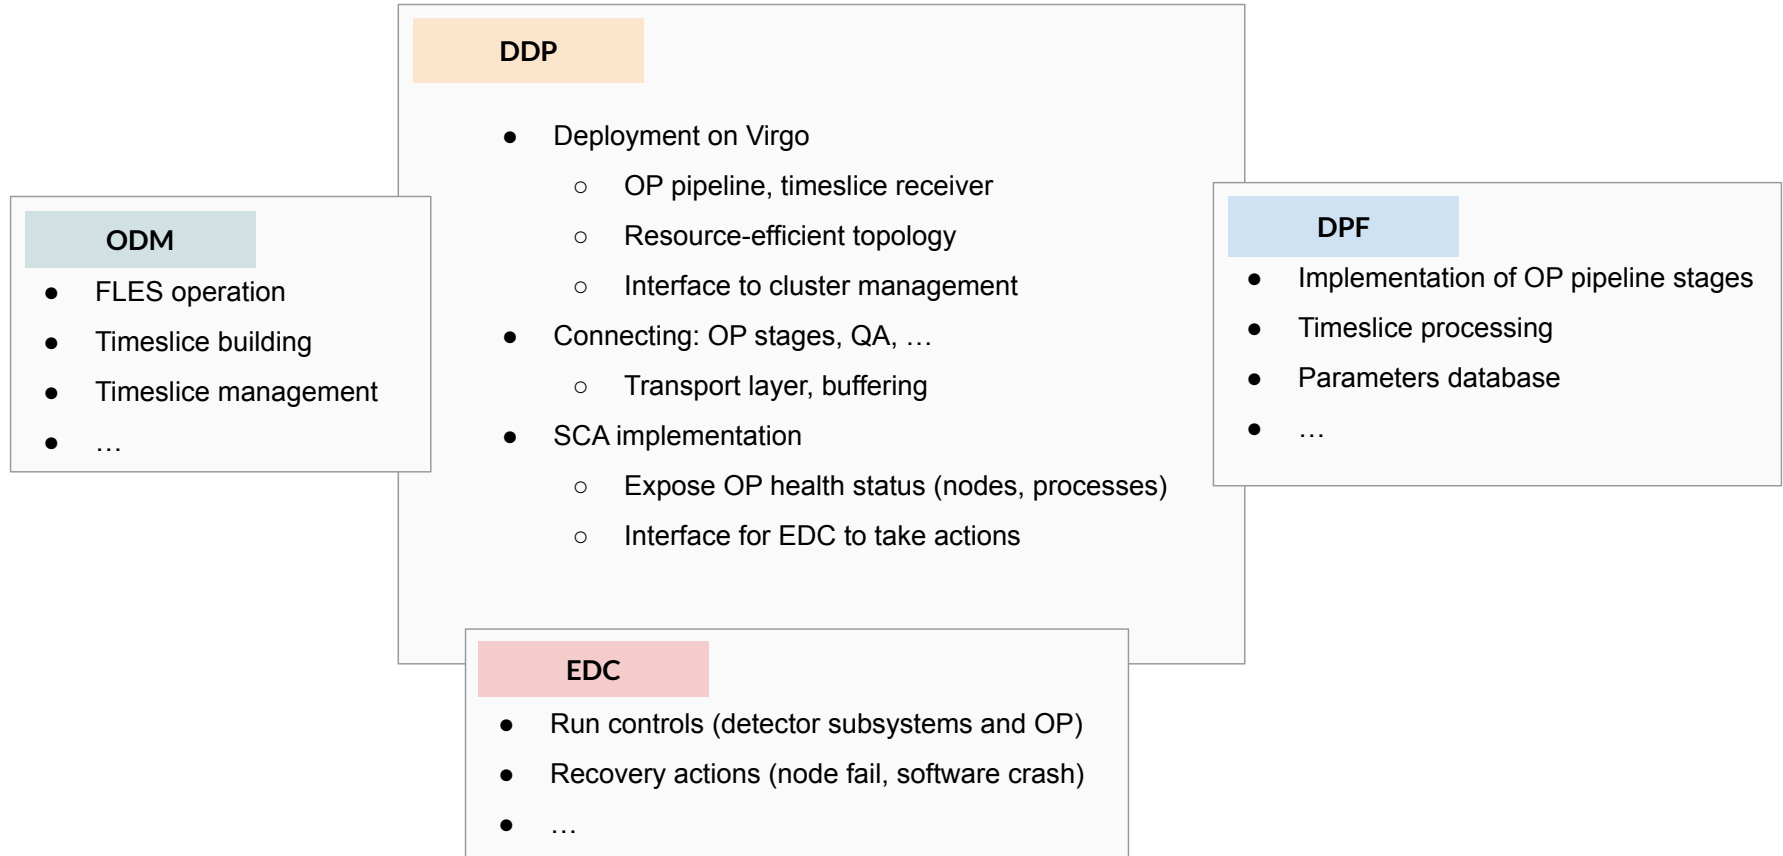 DDP
● Deployment on Virgo
○ OP pipeline, timeslice receiver
○ Resource-efficient topology
○ Interface to cluster management
● Connecting: OP stages, QA, …
○ Transport layer, buffering
● SCA implementation
○ Expose OP health status (nodes, processes)
○ Interface for EDC to take actions
ODM
● FLES operation
● Timeslice building
● Timeslice management
● …
DPF
● Implementation of OP pipeline stages
● Timeslice processing
● Parameters database
● …
EDC
● Run controls (detector subsystems and OP)
● Recovery actions (node fail, software crash)
● …